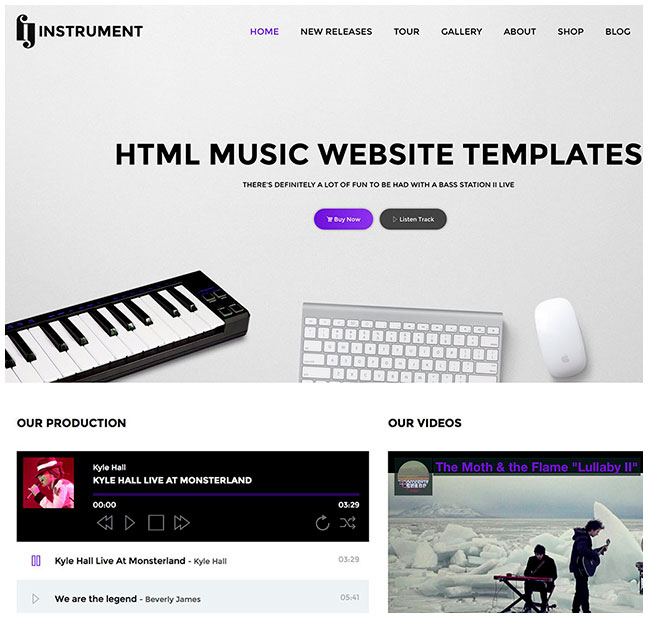 INSTRUMENT
HOME NEW RELEASES TOUR GALLERY ABOUT SHOP BLOG
HTML MUSIC WEBSITE TEMPLATES
THERE'S DEFINITELY A LOT OF FUN TO BE HAD WITH A BASS STATION II LIVE
Buy Now Listen Track
OUR PRODUCTION
Kyle Hall
KYLE HALL LIVE AT MONSTERLAND
00:00 03:29
Kyle Hall Live At Monsterland - Kyle Hall 03:29
We are the legend - Beverly James 05:41
OUR VIDEOS
The Moth & the Flame "Lullaby II"